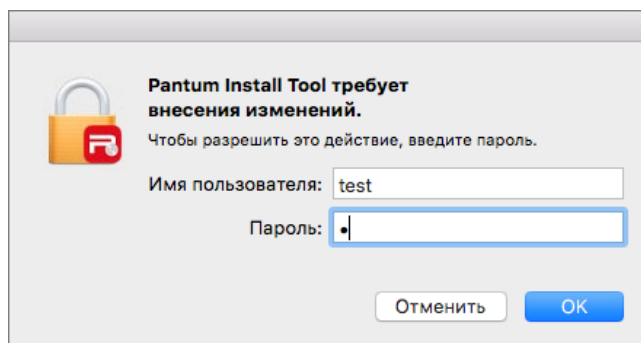 Pantum Install Tool требует
внесения изменений.
Чтобы разрешить это действие, введите пароль.
Имя пользователя: test
Пароль: •
Отменить OK